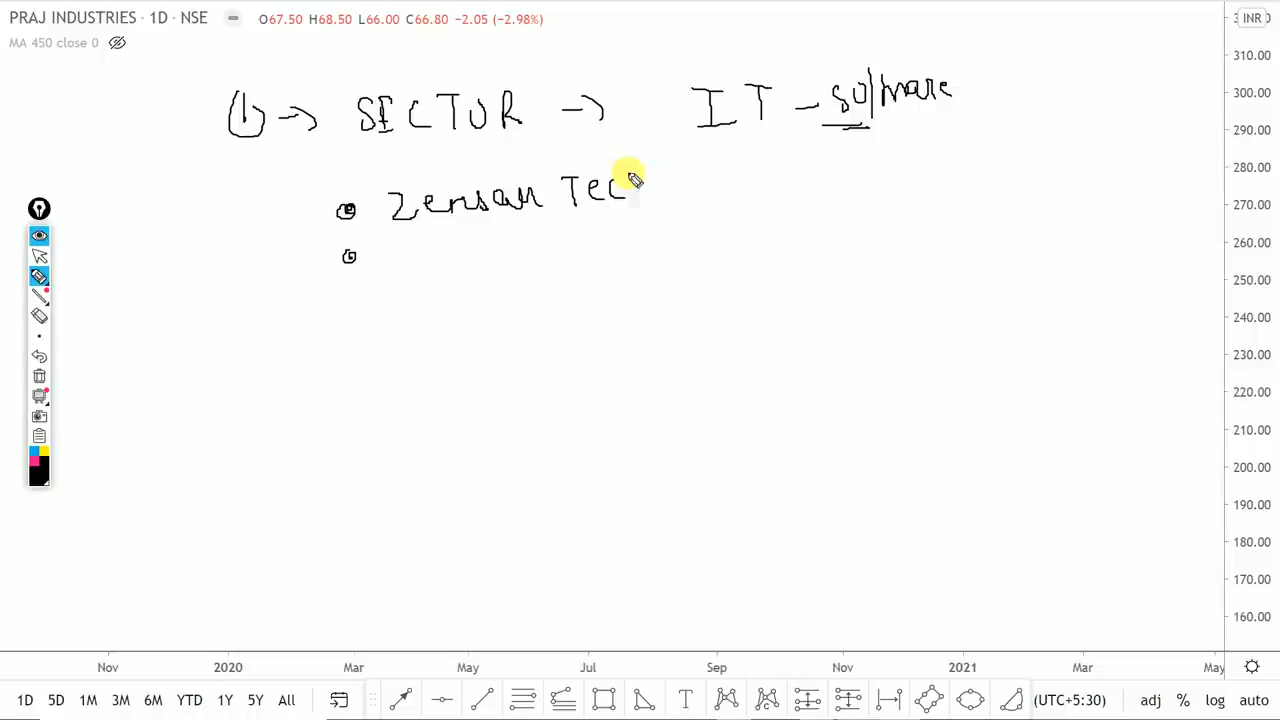 PRAJ INDUSTRIES · 1D · NSE O67.50 H68.50 L66.00 C66.80 −2.05 (−2.98%) INR
MA 450 close 0
310.00
① → SECTOR → IT - software
300.00
290.00
280.00
Zensar Tec
270.00
260.00
250.00
240.00
230.00
220.00
210.00
200.00
190.00
180.00
170.00
160.00
Nov 2020 Mar May Jul Sep Nov 2021 Mar May
1D 5D 1M 3M 6M YTD 1Y 5Y All T (UTC+5:30) adj % log auto